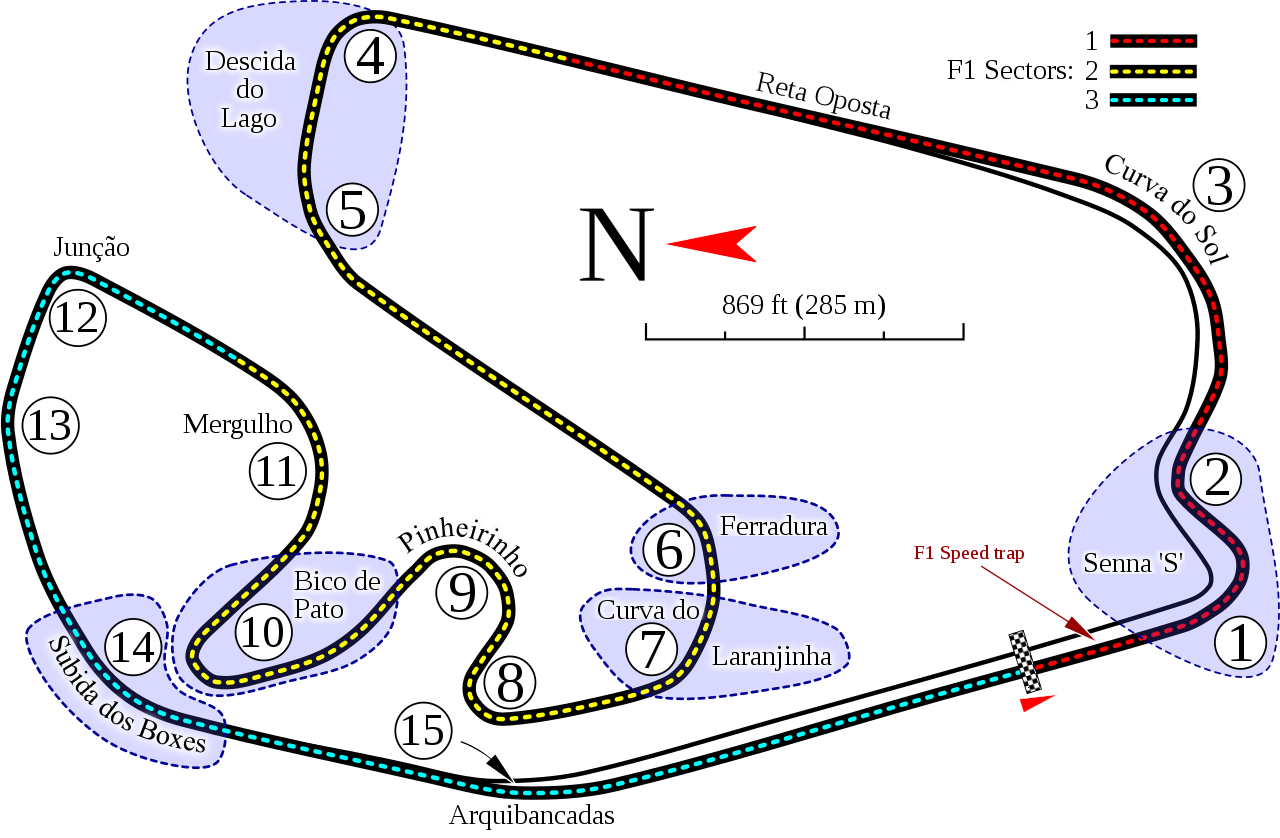 4
Descida
do
Lago
5
Reta Oposta
F1 Sectors:
1
2
3
Curva do Sol
3
N
869 ft (285 m)
Junção
12
13
Mergulho
11
Pinheirinho
9
Bico de
Pato
10
14
Subida dos Boxes
8
15
Arquibancadas
6
Ferradura
Curva do
7
Laranjinha
F1 Speed trap
2
Senna 'S'
1